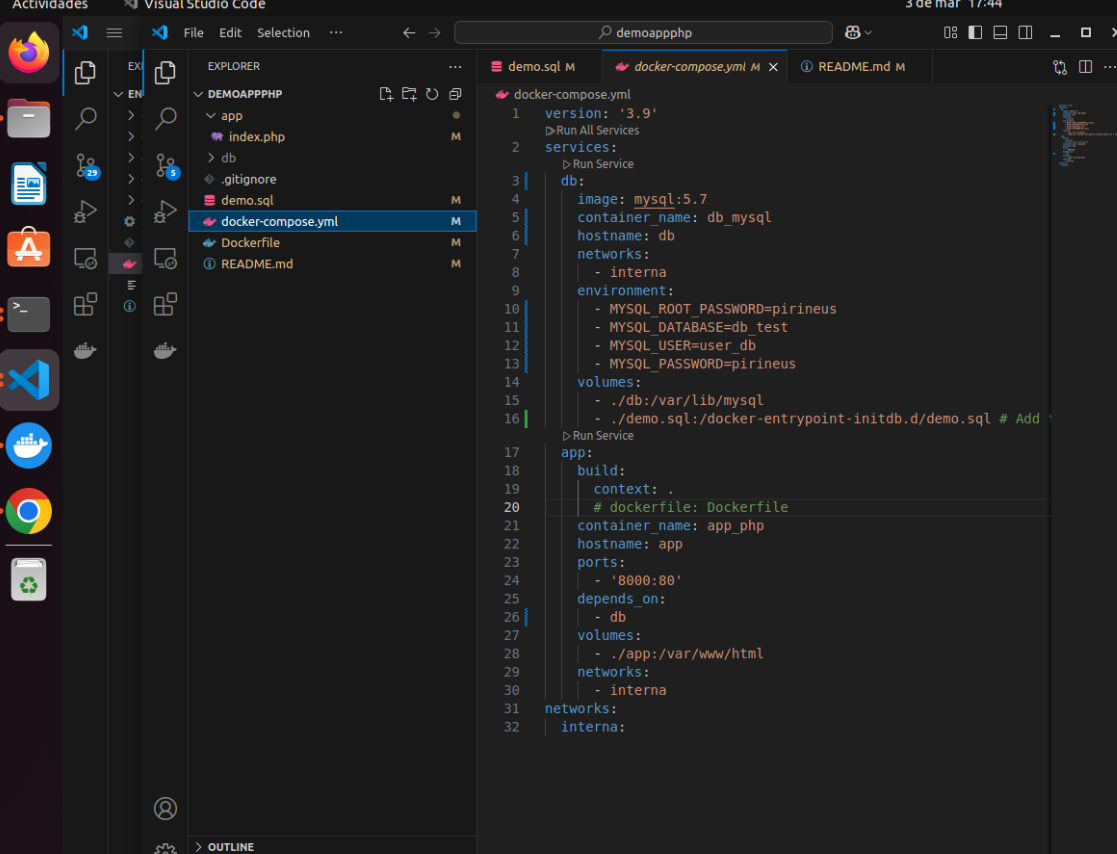 Actividades
Visual Studio Code
3 de mar 17:44
File Edit Selection ···
demoappphp
EXPLORER
DEMOAPPPHP
app
index.php M
db
.gitignore
demo.sql M
docker-compose.yml M
Dockerfile M
README.md M
OUTLINE
EX
EN
29
5
demo.sql M
docker-compose.yml M
README.md M
docker-compose.yml
1 version: '3.9'
Run All Services
2 services:
Run Service
3 db:
4 image: mysql:5.7
5 container_name: db_mysql
6 hostname: db
7 networks:
8 - interna
9 environment:
10 - MYSQL_ROOT_PASSWORD=pirineus
11 - MYSQL_DATABASE=db_test
12 - MYSQL_USER=user_db
13 - MYSQL_PASSWORD=pirineus
14 volumes:
15 - ./db:/var/lib/mysql
16 - ./demo.sql:/docker-entrypoint-initdb.d/demo.sql # Add
Run Service
17 app:
18 build:
19 context: .
20 # dockerfile: Dockerfile
21 container_name: app_php
22 hostname: app
23 ports:
24 - '8000:80'
25 depends_on:
26 - db
27 volumes:
28 - ./app:/var/www/html
29 networks:
30 - interna
31 networks:
32 interna: